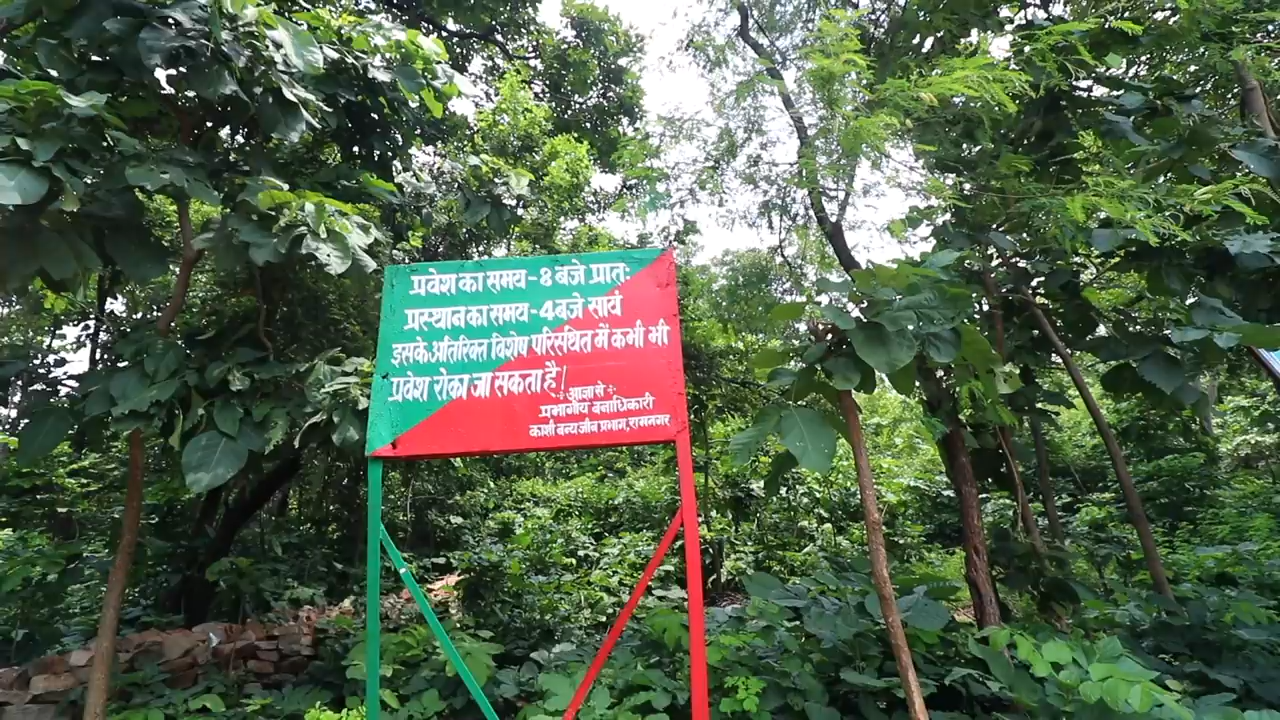 प्रवेश का समय-8 बजे प्रातः
प्रस्थान का समय-4 बजे सायं
इसके अतिरिक्त विशेष परिस्थित में कभी भी
प्रवेश रोका जा सकता है!
ः आज्ञा से ः
प्रभागीय वनाधिकारी
काशी वन्य जीव प्रभाग, रामनगर